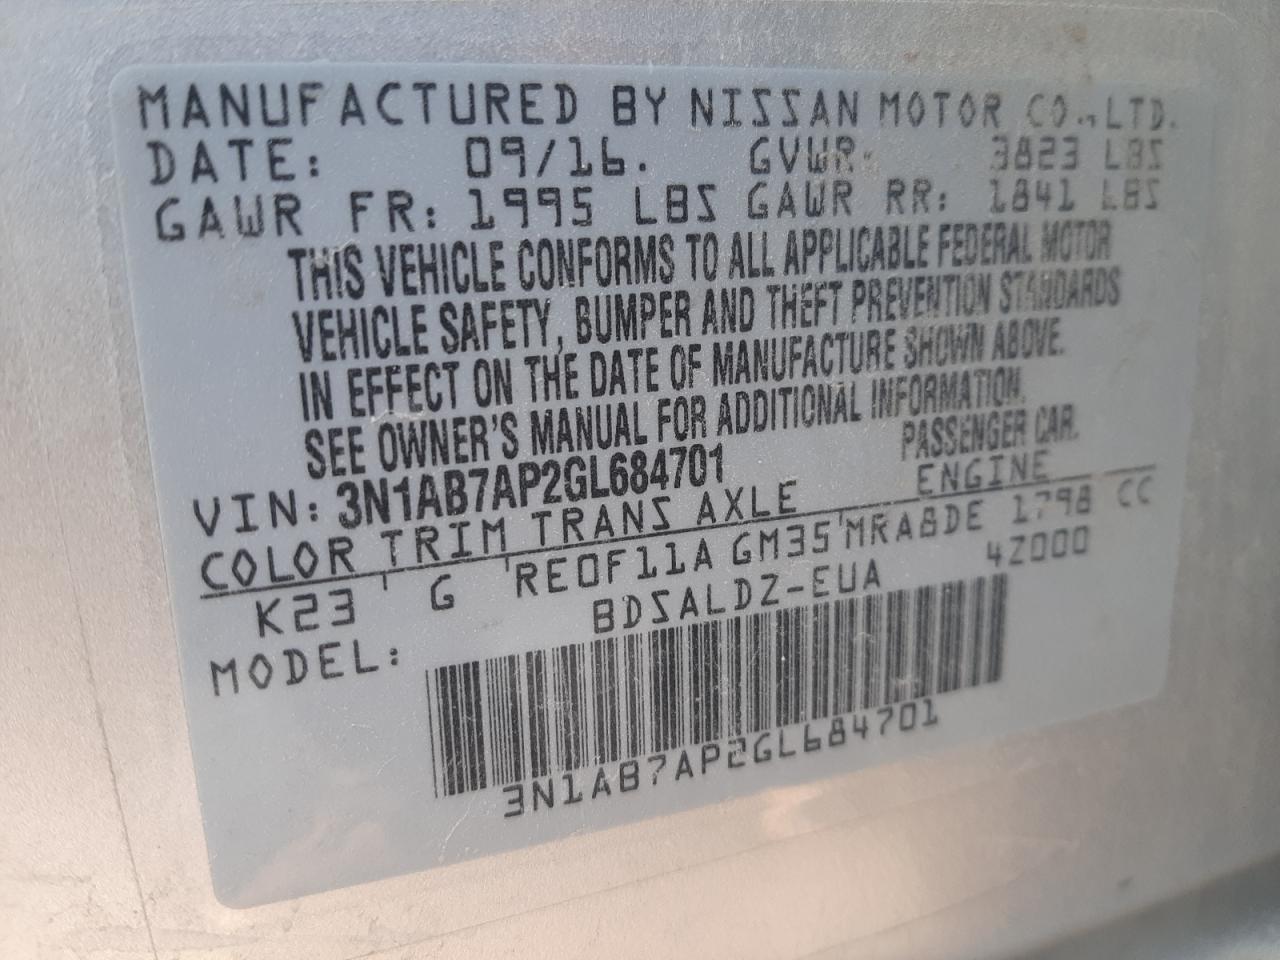 MANUFACTURED BY NISSAN MOTOR CO.,LTD.
DATE: 09/16. GVWR: 3823 LBS
GAWR FR: 1995 LBS GAWR RR: 1841 LBS
THIS VEHICLE CONFORMS TO ALL APPLICABLE FEDERAL MOTOR
VEHICLE SAFETY, BUMPER AND THEFT PREVENTION STANDARDS
IN EFFECT ON THE DATE OF MANUFACTURE SHOWN ABOVE.
SEE OWNER'S MANUAL FOR ADDITIONAL INFORMATION.
VIN: 3N1AB7AP2GL684701 PASSENGER CAR.
COLOR TRIM TRANS AXLE ENGINE
K23 G RE0F11A GM35 MRA8DE 1798 CC
MODEL: BDSALDZ-EUA 4Z000
3N1AB7AP2GL684701